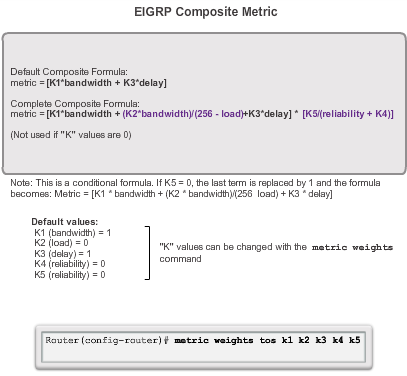 EIGRP Composite Metric
Default Composite Formula:
metric = [K1*bandwidth + K3*delay]
Complete Composite Formula:
metric = [K1*bandwidth + (K2*bandwidth)/(256 - load)+K3*delay] * [K5/(reliability + K4)]
(Not used if "K" values are 0)
Note: This is a conditional formula. If K5 = 0, the last term is replaced by 1 and the formula
becomes: Metric = [K1 * bandwidth + (K2 * bandwidth)/(256 load) + K3 * delay]
Default values:
K1 (bandwidth) = 1
K2 (load) = 0
K3 (delay) = 1
K4 (reliability) = 0
K5 (reliability) = 0
"K" values can be changed with the metric weights
command
Router(config-router)# metric weights tos k1 k2 k3 k4 k5